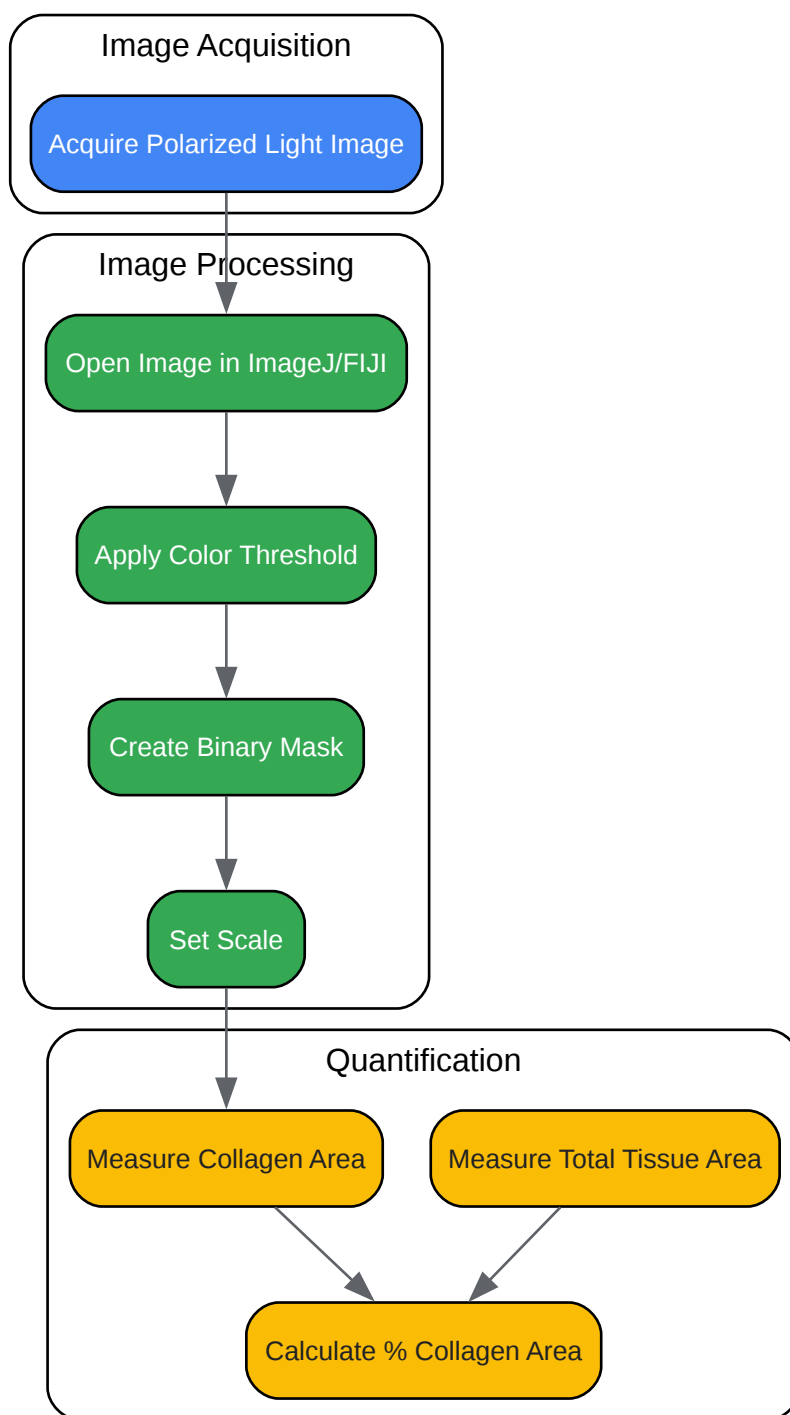 Image Acquisition
Acquire Polarized Light Image
Image Processing
Open Image in ImageJ/FIJI
Apply Color Threshold
Create Binary Mask
Set Scale
Quantification
Measure Collagen Area
Measure Total Tissue Area
Calculate % Collagen Area